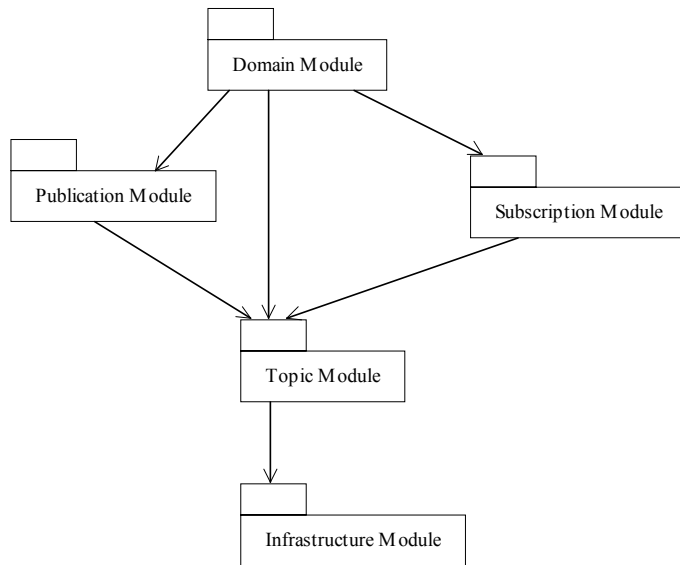 Domain Module
Publication Module
Subscription Module
Topic Module
Infrastructure Module